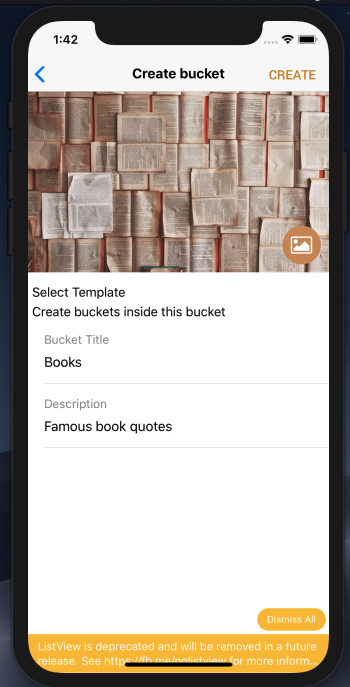 1:42
Create bucket
CREATE
Select Template
Create buckets inside this bucket
Bucket Title
Books
Description
Famous book quotes
Dismiss All
ListView is deprecated and will be removed in a future
release. See https://fb.me/nolistview for more inform...